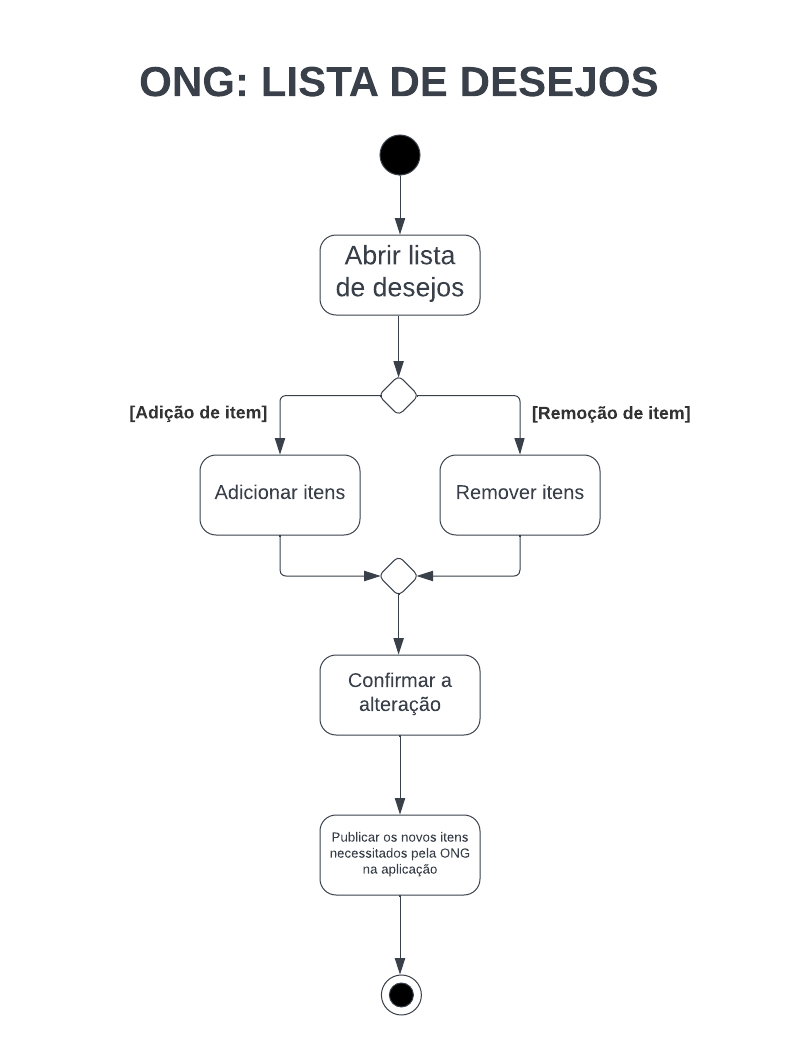 ONG: LISTA DE DESEJOS
Abrir lista
de desejos
[Adição de item]
[Remoção de item]
Adicionar itens
Remover itens
Confirmar a
alteração
Publicar os novos itens
necessitados pela ONG
na aplicação